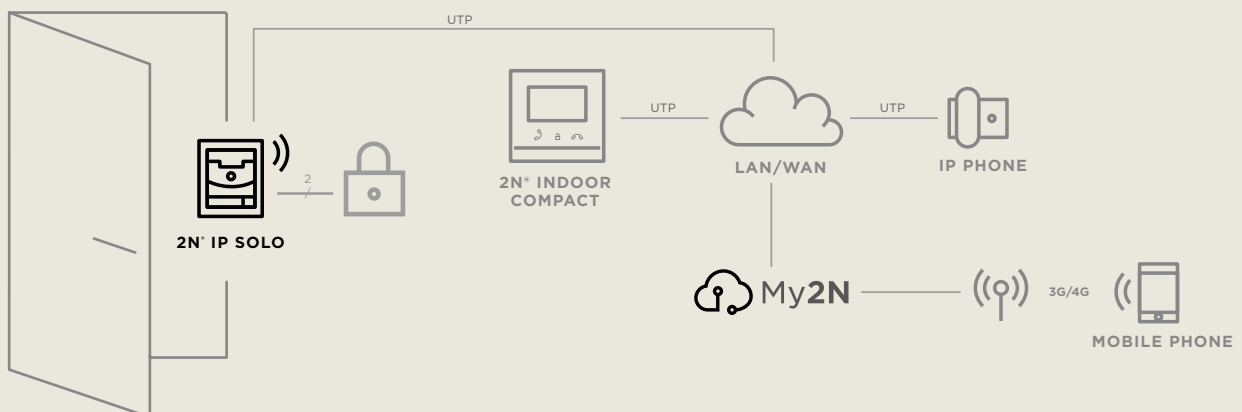 UTP
2N® IP SOLO
2
2N® INDOOR
COMPACT
UTP
LAN/WAN
UTP
IP PHONE
My2N
3G/4G
MOBILE PHONE